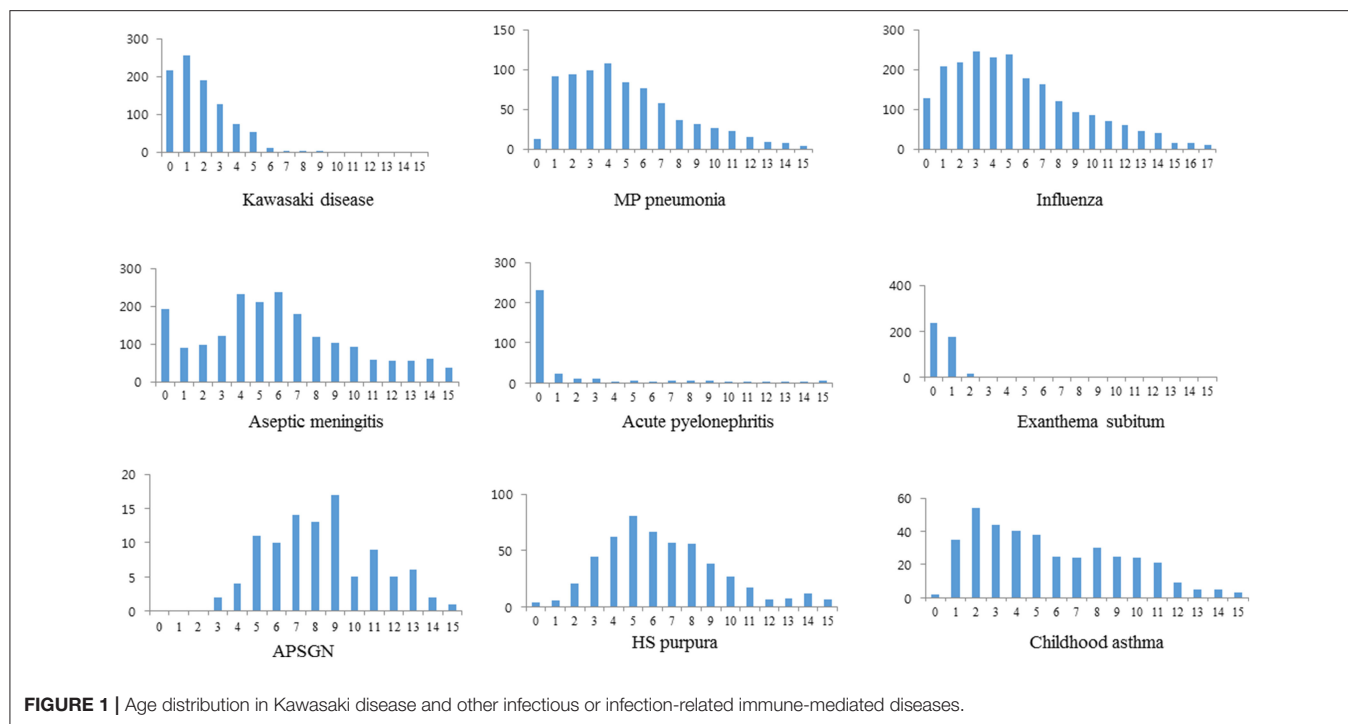 300
200
100
0
0 1 2 3 4 5 6 7 8 9 10 11 12 13 14 15
Kawasaki disease
150
100
50
0
0 1 2 3 4 5 6 7 8 9 10 11 12 13 14 15
MP pneumonia
300
200
100
0
0 1 2 3 4 5 6 7 8 9 10 11 12 13 14 15 16 17
Influenza
300
200
100
0
0 1 2 3 4 5 6 7 8 9 10 11 12 13 14 15
Aseptic meningitis
300
200
100
0
0 1 2 3 4 5 6 7 8 9 10 11 12 13 14 15
Acute pyelonephritis
400
200
0
0 1 2 3 4 5 6 7 8 9 10 11 12 13 14 15
Exanthema subitum
20
15
10
5
0
0 1 2 3 4 5 6 7 8 9 10 11 12 13 14 15
APSGN
100
50
0
0 1 2 3 4 5 6 7 8 9 10 11 12 13 14 15
HS purpura
60
40
20
0
0 1 2 3 4 5 6 7 8 9 10 11 12 13 14 15
Childhood asthma
FIGURE 1 | Age distribution in Kawasaki disease and other infectious or infection-related immune-mediated diseases.